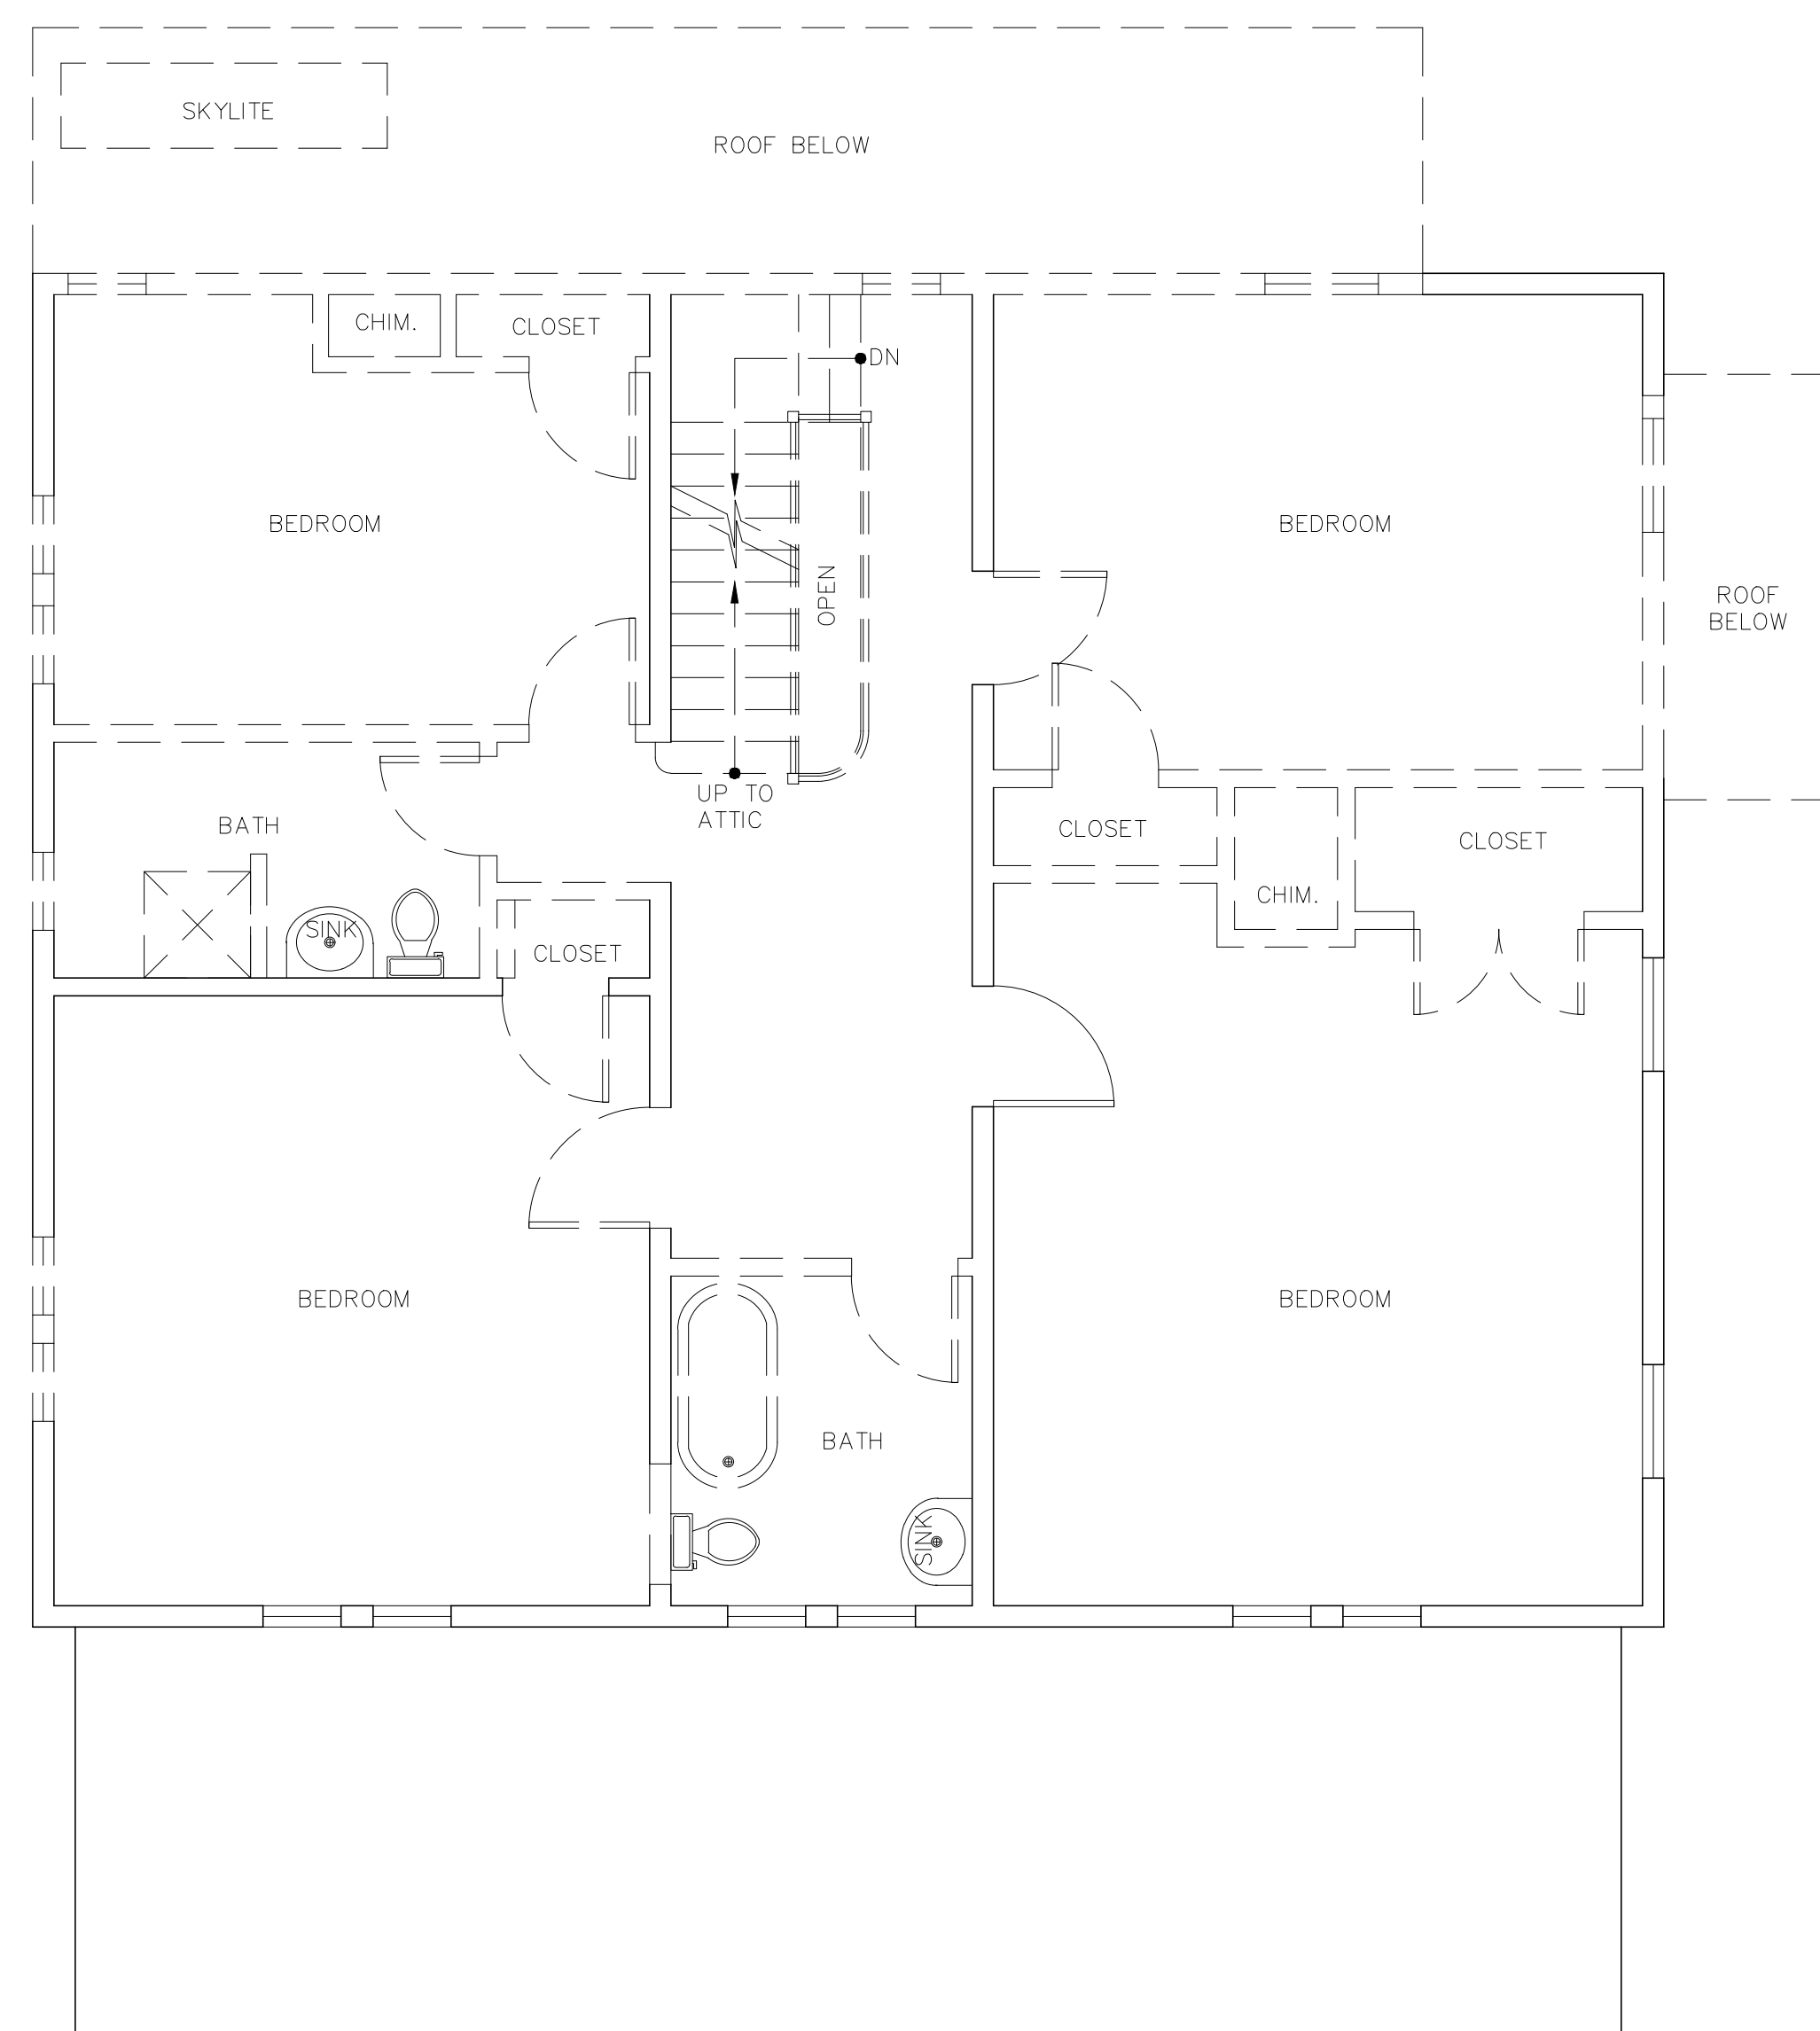 SKYLITE
ROOF BELOW
CHIM.
CLOSET
DN
BEDROOM
BEDROOM
OPEN
ROOF
BELOW
UP TO
ATTIC
BATH
CLOSET
CLOSET
CHIM.
SINK
CLOSET
BEDROOM
BEDROOM
BATH
SINK